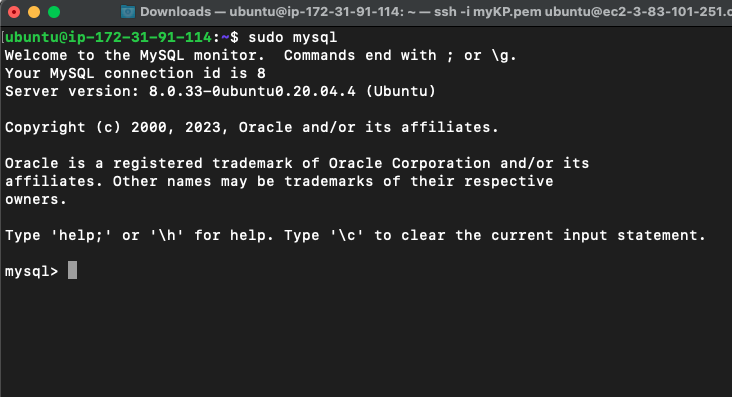 Downloads — ubuntu@ip-172-31-91-114: ~ — ssh -i myKP.pem ubuntu@ec2-3-83-101-251.c
[ubuntu@ip-172-31-91-114:~$ sudo mysql
Welcome to the MySQL monitor.  Commands end with ; or \g.
Your MySQL connection id is 8
Server version: 8.0.33-0ubuntu0.20.04.4 (Ubuntu)
Copyright (c) 2000, 2023, Oracle and/or its affiliates.
Oracle is a registered trademark of Oracle Corporation and/or its
affiliates. Other names may be trademarks of their respective
owners.
Type 'help;' or '\h' for help. Type '\c' to clear the current input statement.
mysql>